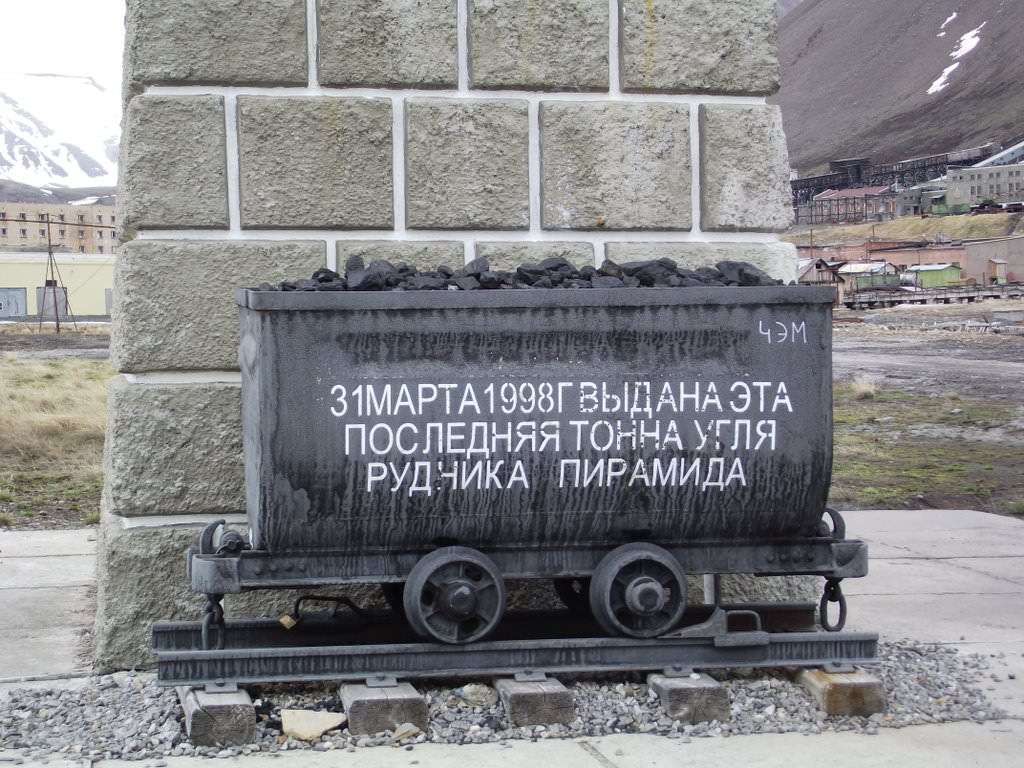 ЧЭМ
31МАРТА1998Г ВЫДАНА ЭТА
ПОСЛЕДНЯЯ ТОННА УГЛЯ
РУДНИКА ПИРАМИДА